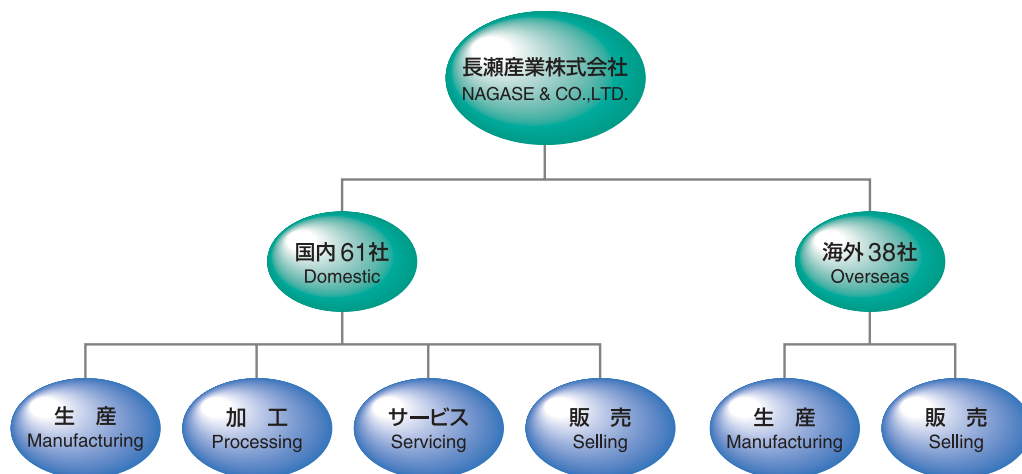 長瀬産業株式会社
NAGASE & CO.,LTD.
国内61社
Domestic
海外38社
Overseas
生 産
Manufacturing
加 工
Processing
サービス
Servicing
販 売
Selling
生 産
Manufacturing
販 売
Selling